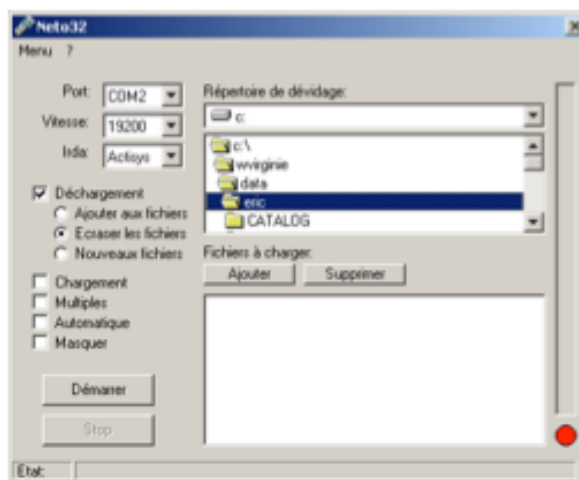 Neto32
Menu ?
Port: COM2
Vitesse: 19200
Irda: Actisys
Déchargement
Ajouter aux fichiers
Ecraser les fichiers
Nouveaux fichiers
Chargement
Multiples
Automatique
Masquer
Démarrer
Stop
Répertoire de dévidage:
c:
c:\
wvirginie
data
eric
CATALOG
Fichiers à charger:
Ajouter Supprimer
Etat: